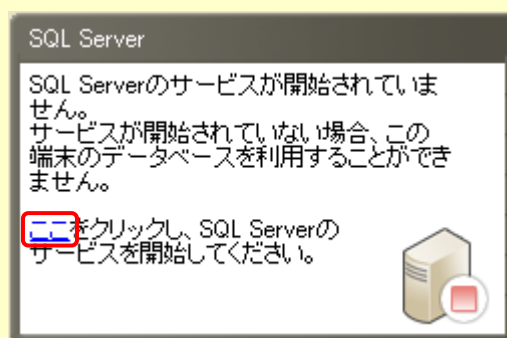 SQL Server
SQL Serverのサービスが開始されていま
せん。
サービスが開始されていない場合、この
端末のデータベースを利用することができ
ません。
ここをクリックし、SQL Serverの
サービスを開始してください。